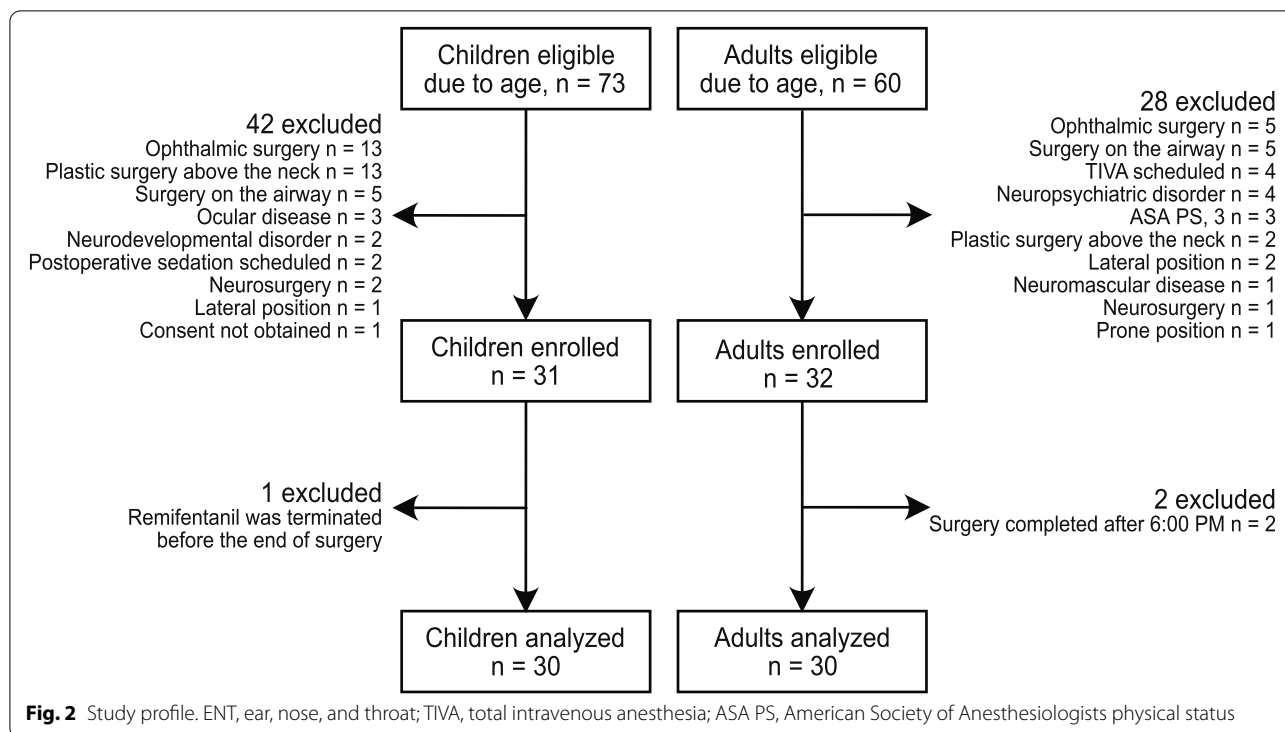 Children eligible
due to age, n = 73
Adults eligible
due to age, n = 60
42 excluded
Ophthalmic surgery n = 13
Plastic surgery above the neck n = 13
Surgery on the airway n = 5
Ocular disease n = 3
Neurodevelopmental disorder n = 2
Postoperative sedation scheduled n = 2
Neurosurgery n = 2
Lateral position n = 1
Consent not obtained n = 1
28 excluded
Ophthalmic surgery n = 5
Surgery on the airway n = 5
TIVA scheduled n = 4
Neuropsychiatric disorder n = 4
ASA PS, 3 n = 3
Plastic surgery above the neck n = 2
Lateral position n = 2
Neuromascular disease n = 1
Neurosurgery n = 1
Prone position n = 1
Children enrolled
n = 31
Adults enrolled
n = 32
1 excluded
Remifentanil was terminated
before the end of surgery
2 excluded
Surgery completed after 6:00 PM n = 2
Children analyzed
n = 30
Adults analyzed
n = 30
Fig. 2 Study profile. ENT, ear, nose, and throat; TIVA, total intravenous anesthesia; ASA PS, American Society of Anesthesiologists physical status